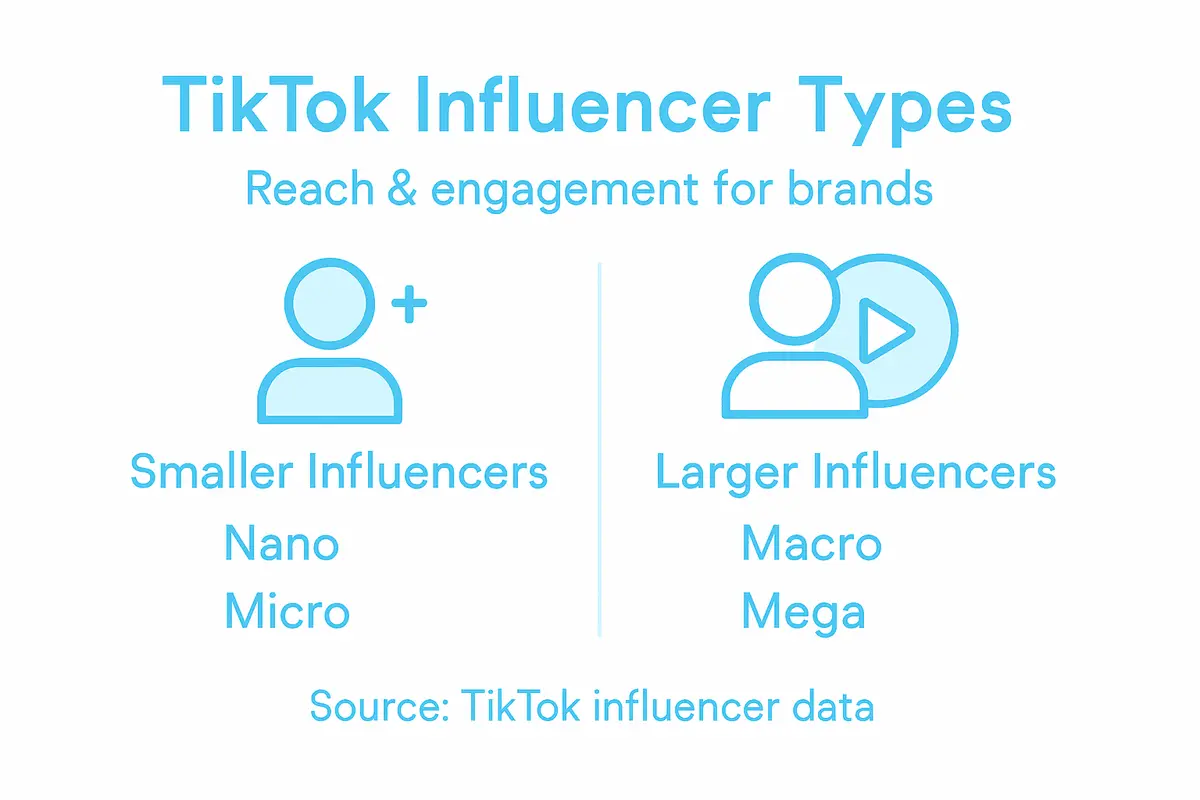 TikTok Influencer Types
Reach & engagement for brands
Smaller Influencers
Nano
Micro
Larger Influencers
Macro
Mega
Source: TikTok influencer data